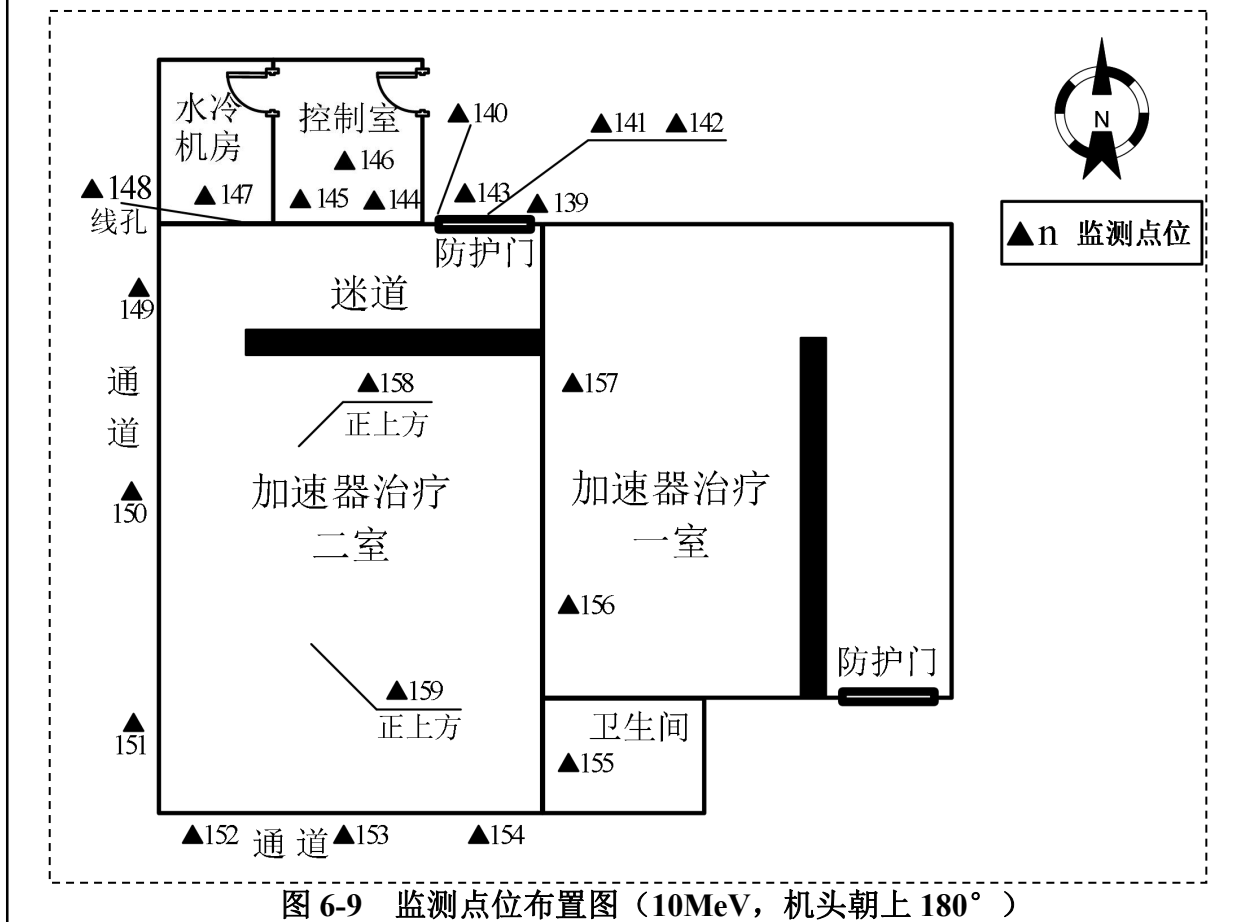 水冷
机房
控制室
▲140
▲141 ▲142
N
▲146
▲148
线孔
▲147
▲145
▲144
▲143
▲139
▲n 监测点位
防护门
▲
149
迷道
通
道
▲158
正上方
▲157
▲
150
加速器治疗
二室
加速器治疗
一室
▲156
防护门
▲159
正上方
▲
151
卫生间
▲155
▲152
通道
▲153
▲154
图 6-9 监测点位布置图（10MeV，机头朝上 180°）